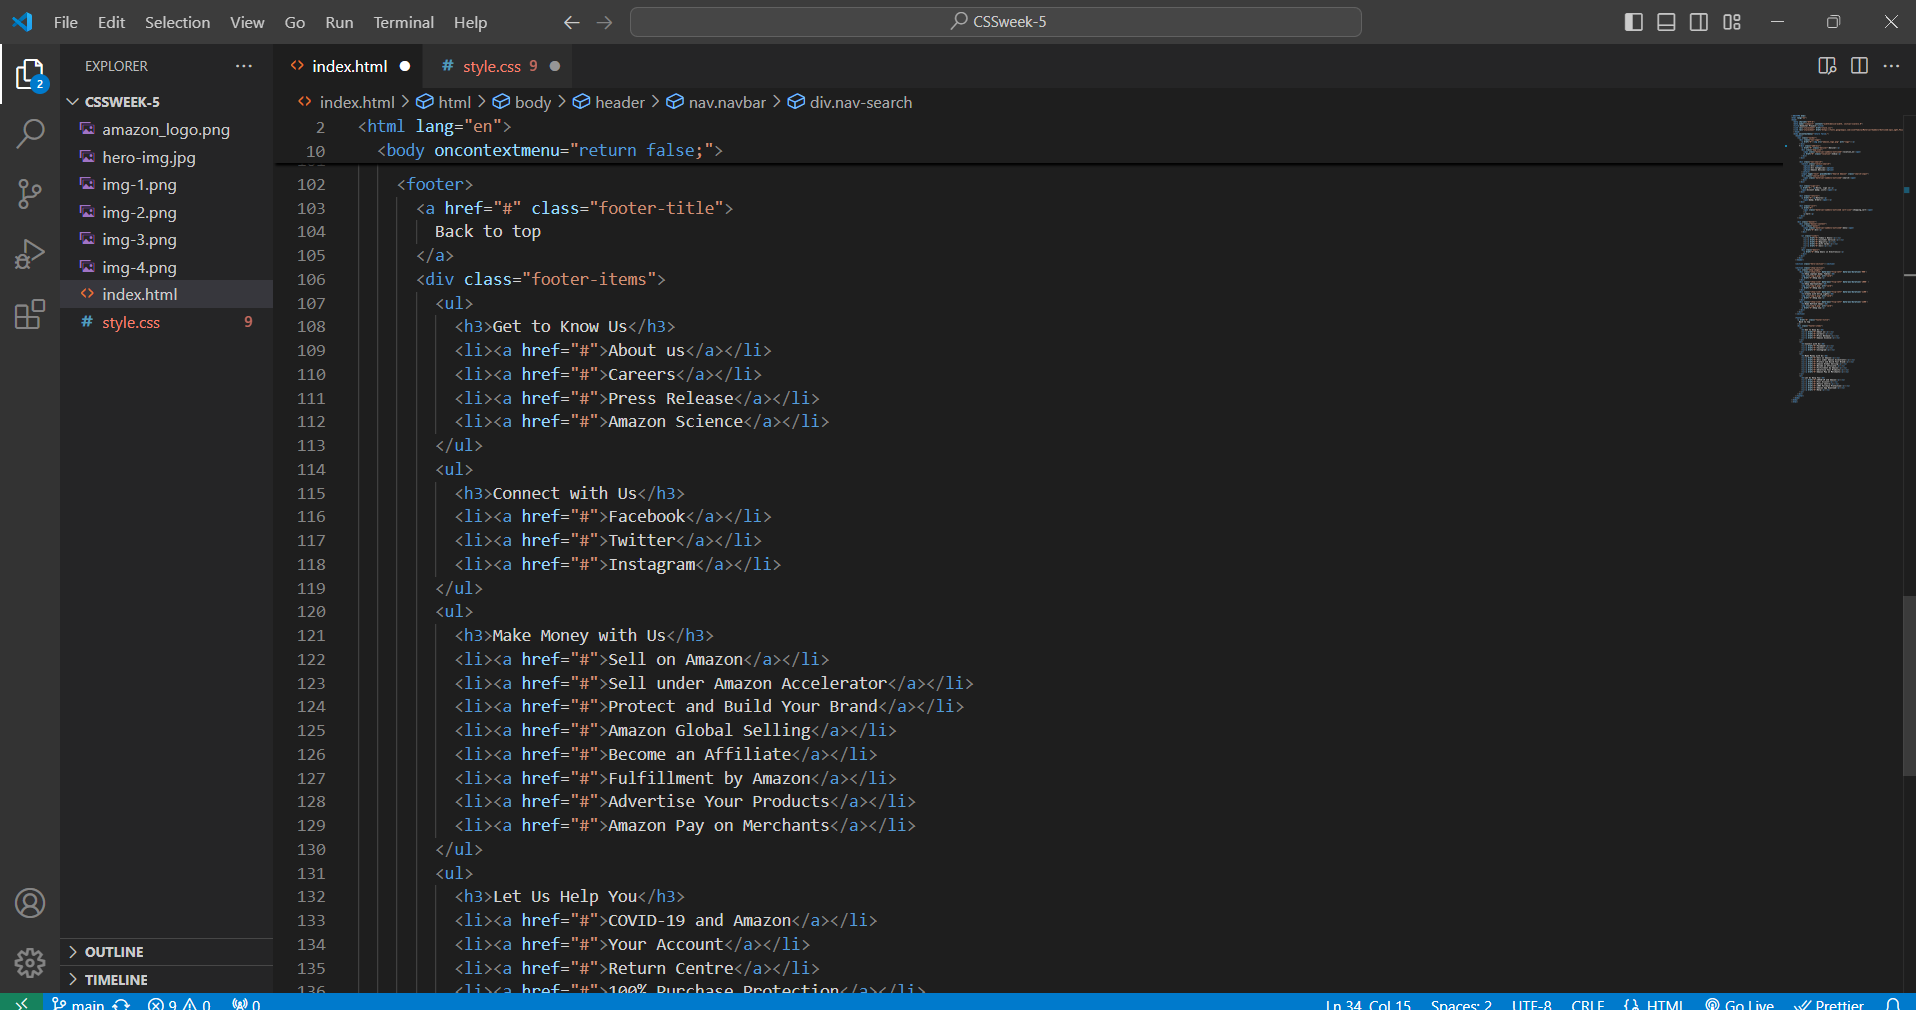 File Edit Selection View Go Run Terminal Help
CSSweek-5
EXPLORER
index.html
# style.css 9
2
CSSWEEK-5
amazon_logo.png
hero-img.jpg
img-1.png
img-2.png
img-3.png
img-4.png
index.html
# style.css 9
OUTLINE
TIMELINE
index.html > html > body > header > nav.navbar > div.nav-search
2 <html lang="en">
10 <body oncontextmenu="return false;">
102 <footer>
103 <a href="#" class="footer-title">
104 Back to top
105 </a>
106 <div class="footer-items">
107 <ul>
108 <h3>Get to Know Us</h3>
109 <li><a href="#">About us</a></li>
110 <li><a href="#">Careers</a></li>
111 <li><a href="#">Press Release</a></li>
112 <li><a href="#">Amazon Science</a></li>
113 </ul>
114 <ul>
115 <h3>Connect with Us</h3>
116 <li><a href="#">Facebook</a></li>
117 <li><a href="#">Twitter</a></li>
118 <li><a href="#">Instagram</a></li>
119 </ul>
120 <ul>
121 <h3>Make Money with Us</h3>
122 <li><a href="#">Sell on Amazon</a></li>
123 <li><a href="#">Sell under Amazon Accelerator</a></li>
124 <li><a href="#">Protect and Build Your Brand</a></li>
125 <li><a href="#">Amazon Global Selling</a></li>
126 <li><a href="#">Become an Affiliate</a></li>
127 <li><a href="#">Fulfillment by Amazon</a></li>
128 <li><a href="#">Advertise Your Products</a></li>
129 <li><a href="#">Amazon Pay on Merchants</a></li>
130 </ul>
131 <ul>
132 <h3>Let Us Help You</h3>
133 <li><a href="#">COVID-19 and Amazon</a></li>
134 <li><a href="#">Your Account</a></li>
135 <li><a href="#">Return Centre</a></li>
136 <li><a href="#">100% Purchase Protection</a></li>
main 9 0 0 Ln 34, Col 15 Spaces: 2 UTF-8 CRLF {} HTML Go Live Prettier